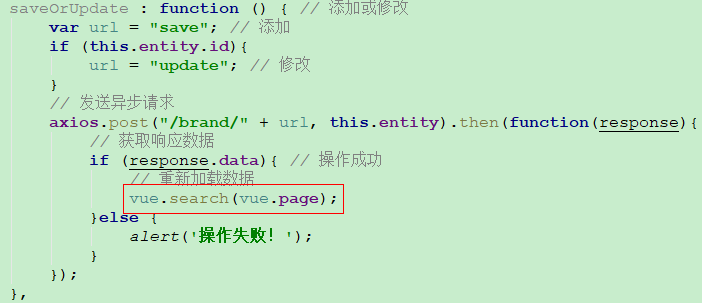 saveOrUpdate : function () { // 添加或修改
    var url = "save"; // 添加
    if (this.entity.id){
        url = "update"; // 修改
    }
    // 发送异步请求
    axios.post("/brand/" + url, this.entity).then(function(response){
        // 获取响应数据
        if (response.data){ // 操作成功
            // 重新加载数据
            vue.search(vue.page);
        }else {
            alert('操作失败！');
        }
    });
},